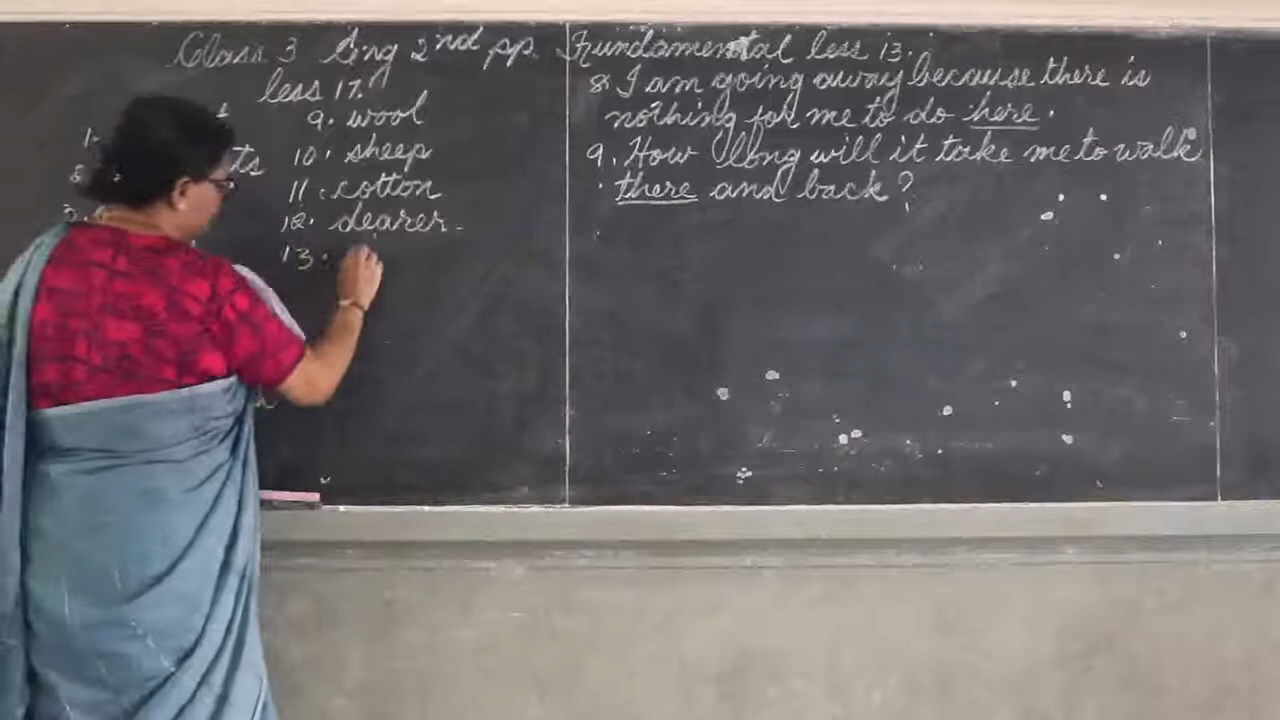 Class 3 Eng 2nd pp.
less 17.
1.
9. wool
10. sheep
11. cotton
12. dearer.
13.
Fundamental less 13.
8. I am going away because there is
nothing for me to do here.
9. How long will it take me to walk
there and back?